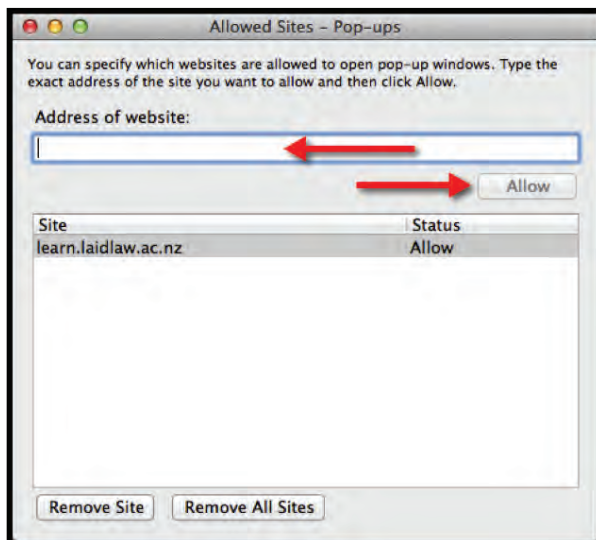 Allowed Sites – Pop-ups
You can specify which websites are allowed to open pop-up windows. Type the
exact address of the site you want to allow and then click Allow.
Address of website:
Allow
Site Status
learn.laidlaw.ac.nz Allow
Remove Site Remove All Sites